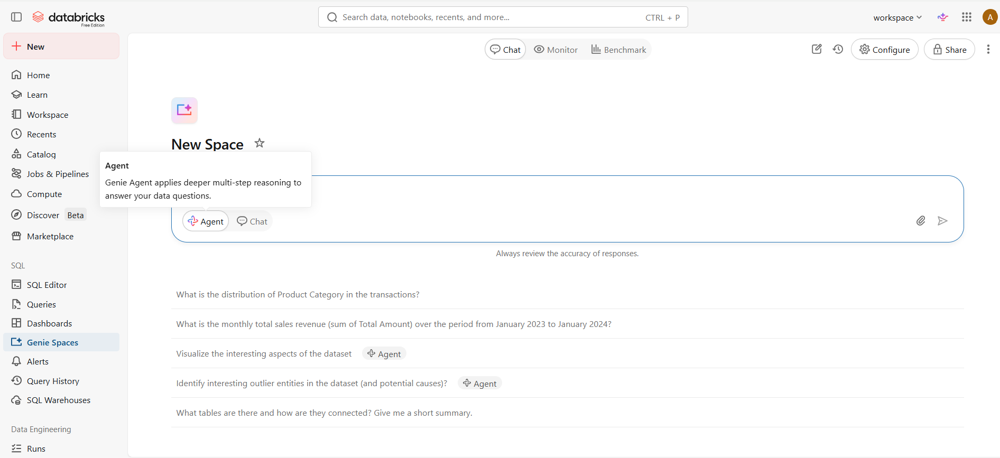 databricks
Free Edition
Search data, notebooks, recents, and more...
CTRL + P
workspace
A
New
Home
Learn
Workspace
Recents
Catalog
Jobs & Pipelines
Compute
Discover Beta
Marketplace
SQL
SQL Editor
Queries
Dashboards
Genie Spaces
Alerts
Query History
SQL Warehouses
Data Engineering
Runs
Chat
Monitor
Benchmark
Configure
Share
New Space
Agent
Genie Agent applies deeper multi-step reasoning to
answer your data questions.
Agent
Chat
Always review the accuracy of responses.
What is the distribution of Product Category in the transactions?
What is the monthly total sales revenue (sum of Total Amount) over the period from January 2023 to January 2024?
Visualize the interesting aspects of the dataset Agent
Identify interesting outlier entities in the dataset (and potential causes)? Agent
What tables are there and how are they connected? Give me a short summary.